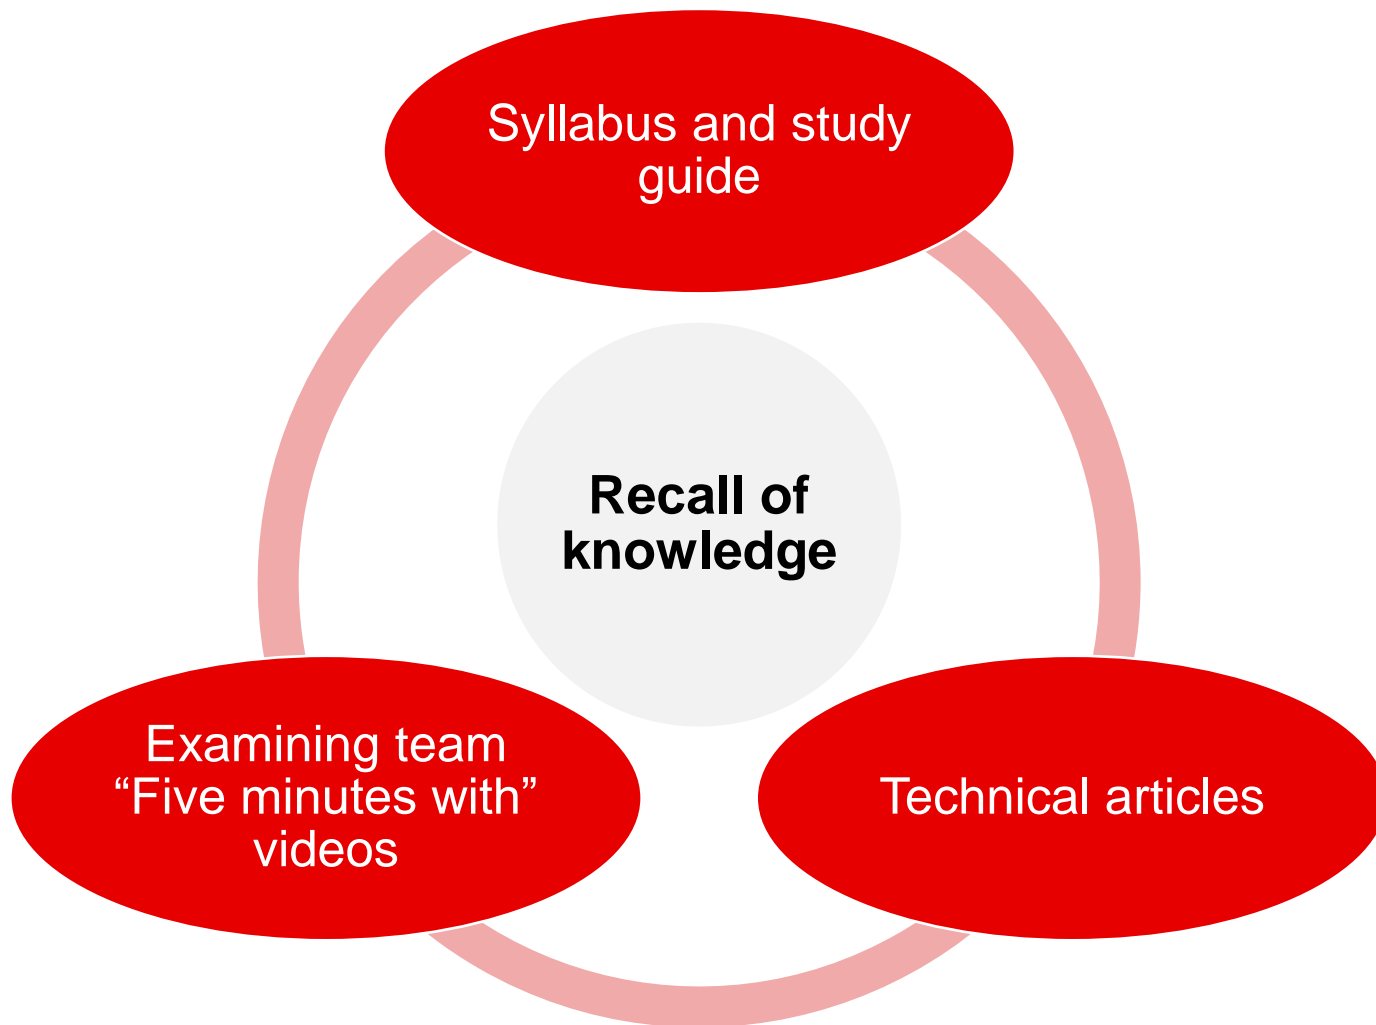 Syllabus and study
guide
Recall of
knowledge
Examining team
“Five minutes with”
videos
Technical articles